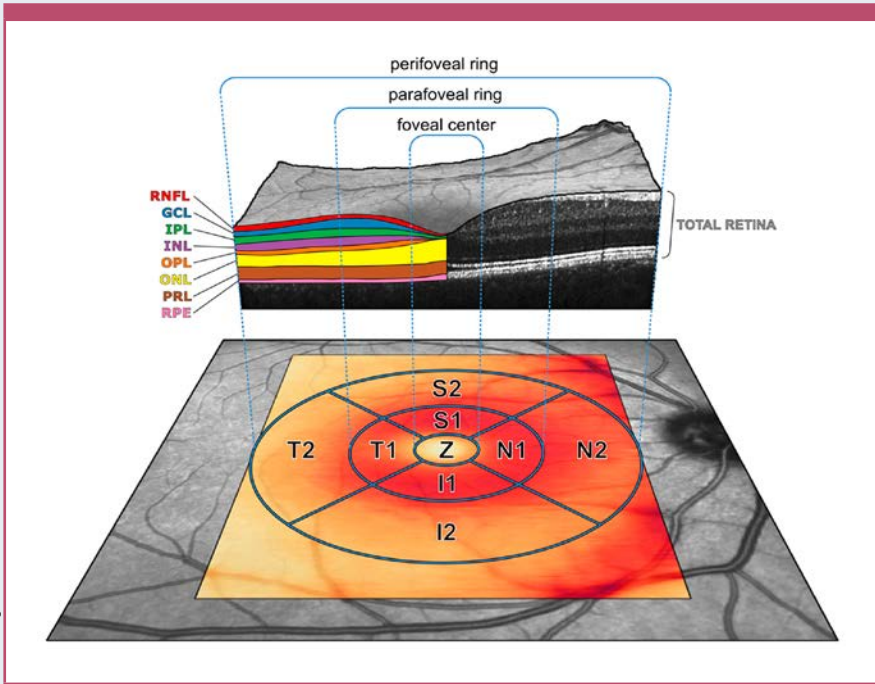 perifoveal ring
parafoveal ring
foveal center
RNFL
GCL
IPL
INL
OPL
ONL
PRL
RPE
TOTAL RETINA
S2
S1
T2 T1 Z N1 N2
I1
I2